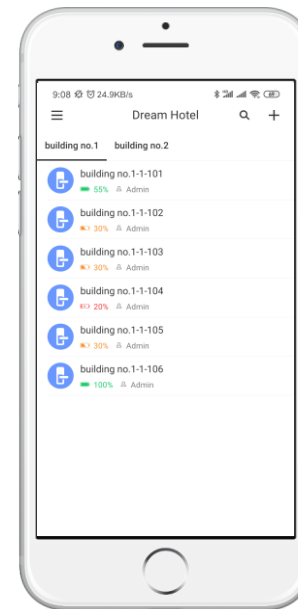 9:08 24.9KB/s
Dream Hotel
building no.1 building no.2
building no.1-1-101
55% Admin
building no.1-1-102
30% Admin
building no.1-1-103
30% Admin
building no.1-1-104
20% Admin
building no.1-1-105
30% Admin
building no.1-1-106
100% Admin